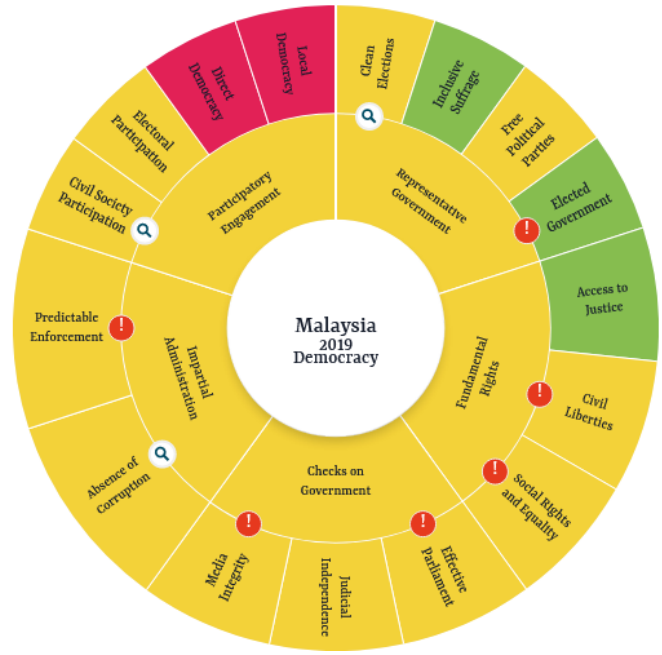 Malaysia
2019
Democracy
Representative
Government
Clean
Elections
Inclusive
Suffrage
Free
Political
Parties
Elected
Government
!
Fundamental
Rights
Access to
Justice
Civil
Liberties
!
Social Rights
and Equality
!
Checks on
Government
Effective
Parliament
!
Judicial
Independence
Media
Integrity
!
Impartial
Administration
Absence of
Corruption
Predictable
Enforcement
!
Participatory
Engagement
Civil Society
Participation
Electoral
Participation
Direct
Democracy
Local
Democracy